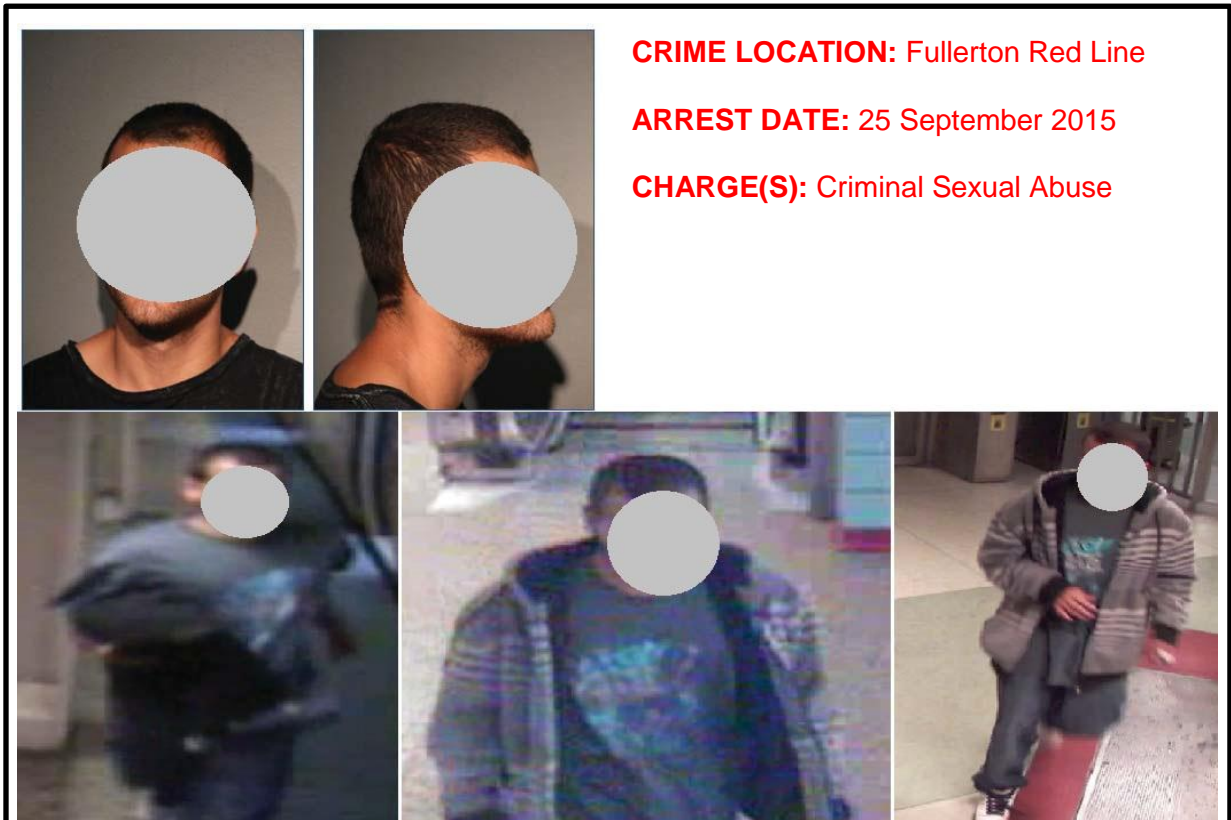 CRIME LOCATION: Fullerton Red Line
ARREST DATE: 25 September 2015
CHARGE(S): Criminal Sexual Abuse